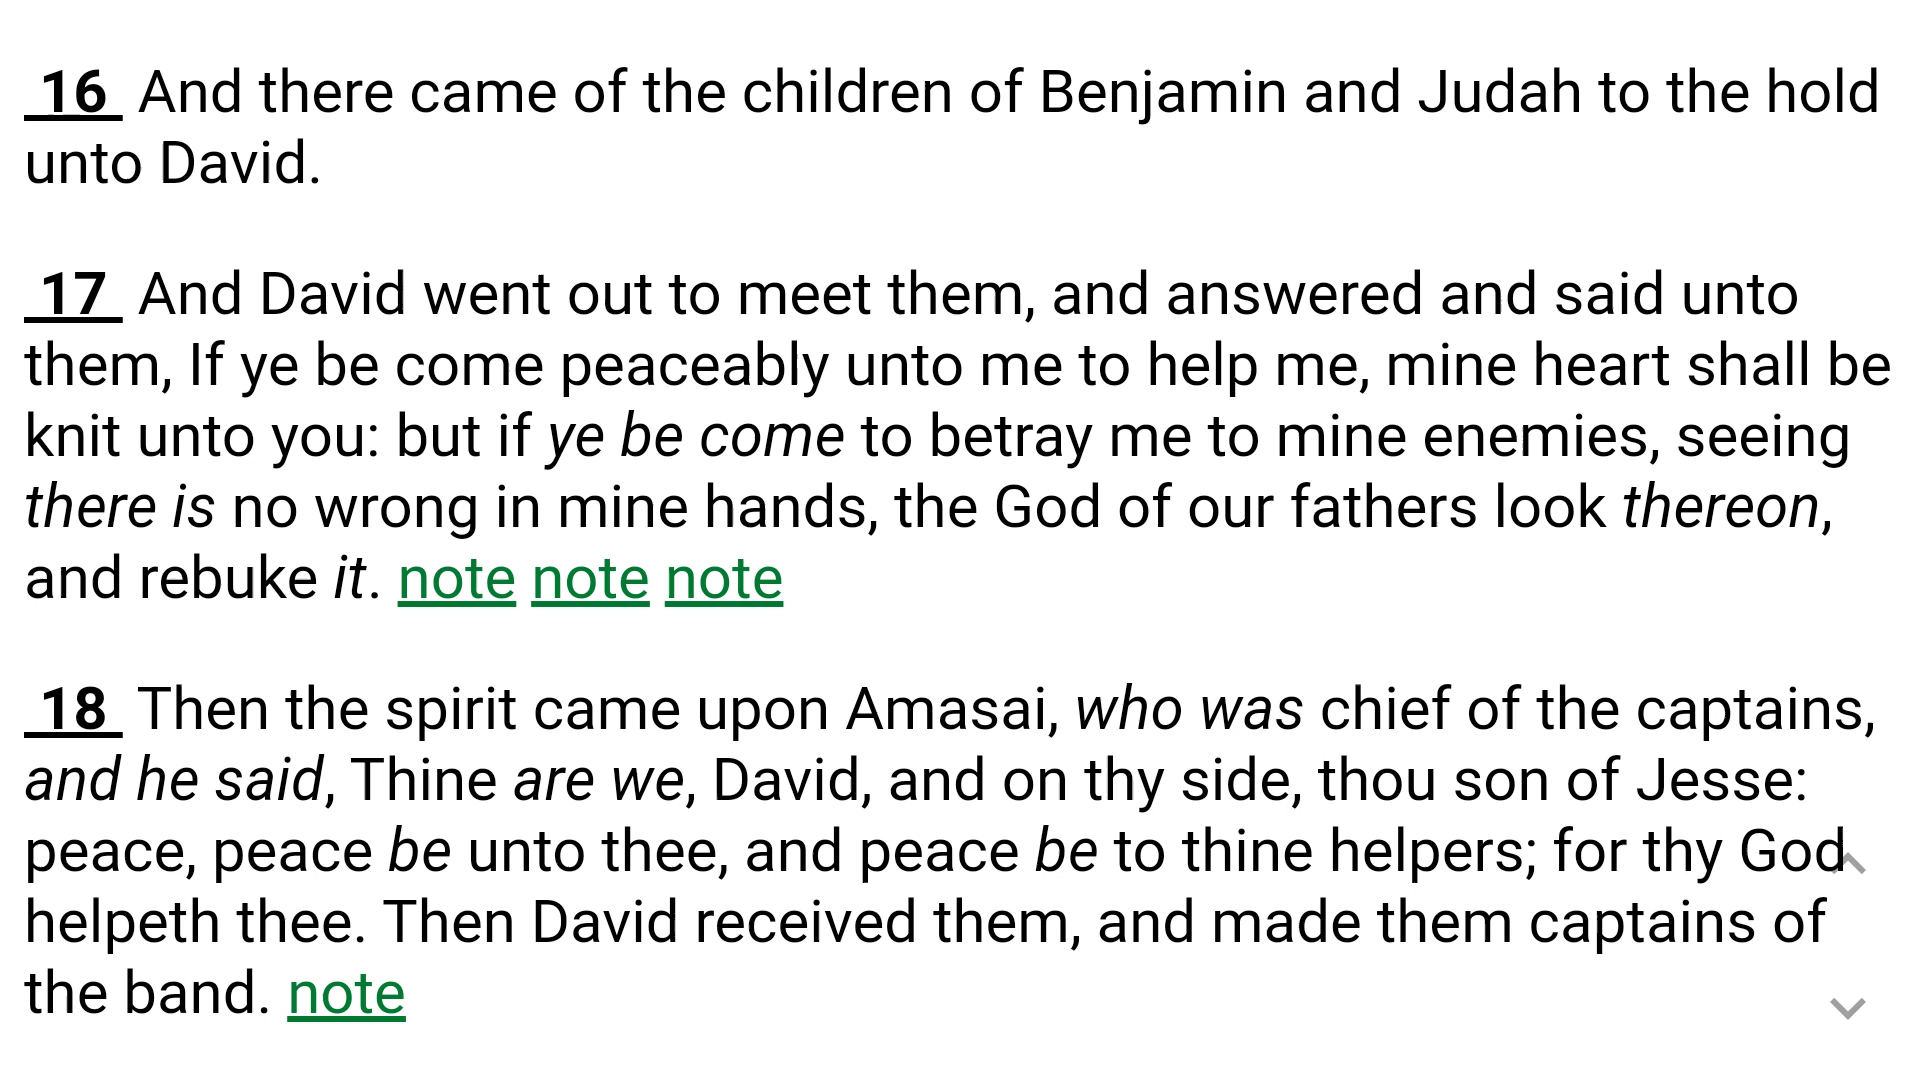 16 And there came of the children of Benjamin and Judah to the hold
unto David.
17 And David went out to meet them, and answered and said unto
them, If ye be come peaceably unto me to help me, mine heart shall be
knit unto you: but if ye be come to betray me to mine enemies, seeing
there is no wrong in mine hands, the God of our fathers look thereon,
and rebuke it. note note note
18 Then the spirit came upon Amasai, who was chief of the captains,
and he said, Thine are we, David, and on thy side, thou son of Jesse:
peace, peace be unto thee, and peace be to thine helpers; for thy God
helpeth thee. Then David received them, and made them captains of
the band. note